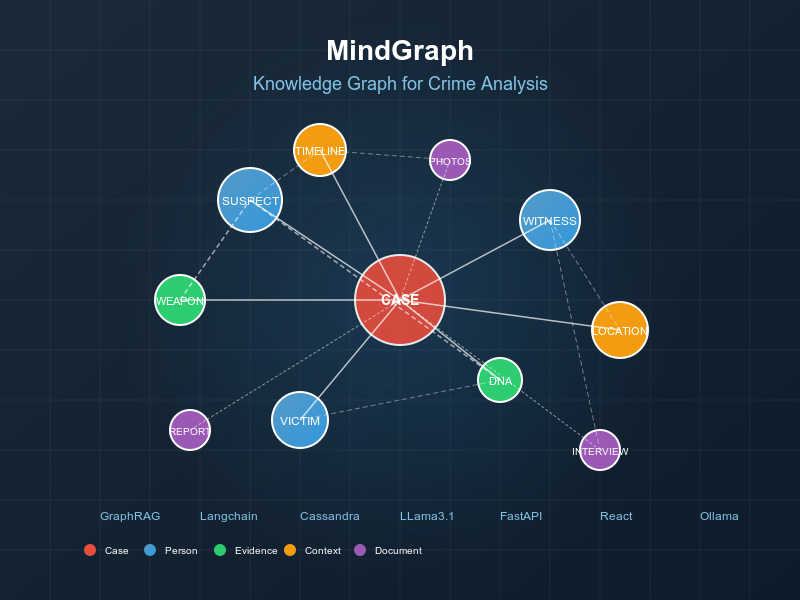 MindGraph
Knowledge Graph for Crime Analysis
TIMELINE
PHOTOS
SUSPECT
WITNESS
WEAPON
CASE
LOCATION
DNA
VICTIM
REPORT
INTERVIEW
GraphRAG Langchain Cassandra LLama3.1 FastAPI React Ollama
Case Person Evidence Context Document